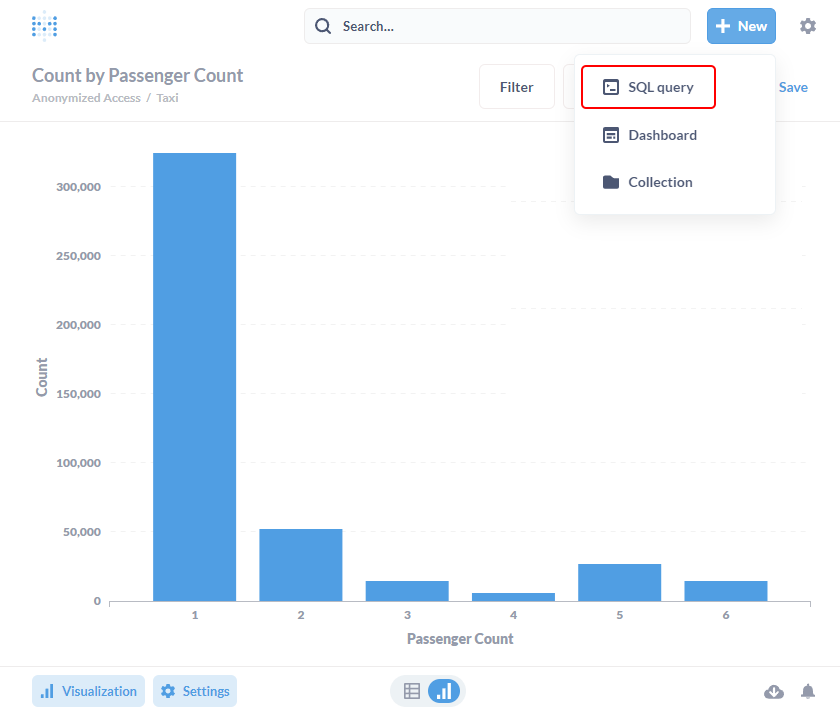 Search...
New
Count by Passenger Count
Anonymized Access / Taxi
Filter
Save
SQL query
Dashboard
Collection
300,000
250,000
200,000
150,000
100,000
50,000
0
Count
1 2 3 4 5 6
Passenger Count
Visualization
Settings